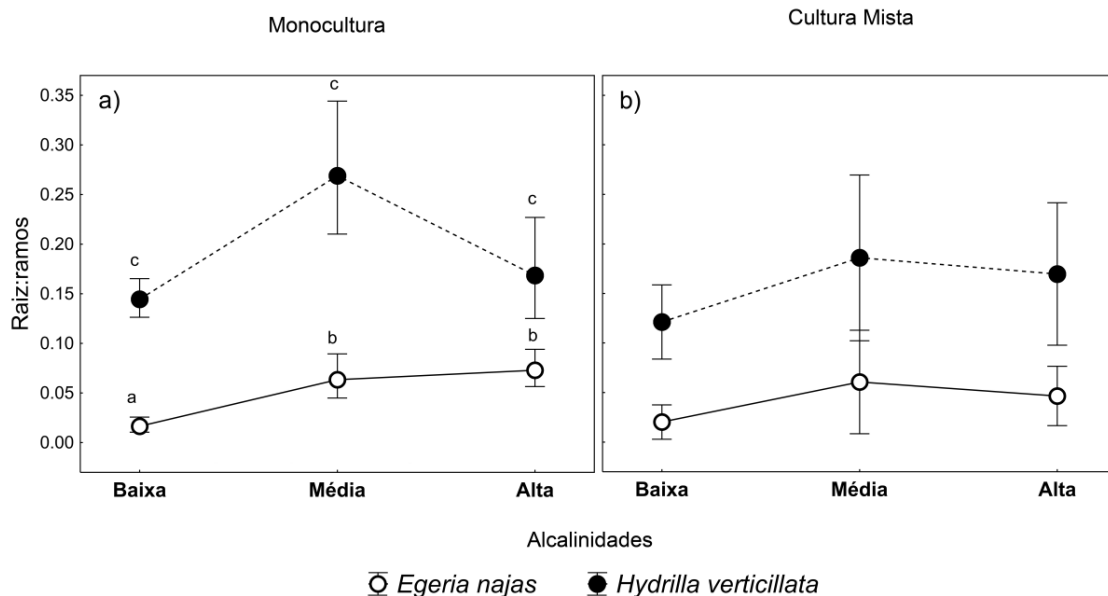 Monocultura
Cultura Mista
a)
b)
Raiz:ramos
0.35
0.30
0.25
0.20
0.15
0.10
0.05
0.00
c
c
c
a
b
b
Baixa Média Alta
Baixa Média Alta
Alcalinidades
Egeria najas Hydrilla verticillata